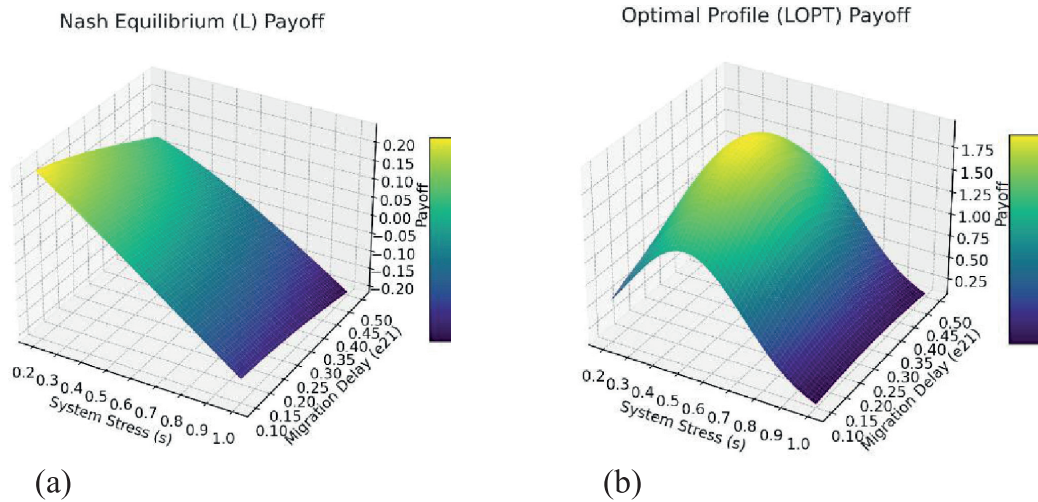 Nash Equilibrium (L) Payoff
0.20
0.15
0.10
0.05
0.00
−0.05
−0.10
−0.15
−0.20
Payoff
0.2 0.3 0.4 0.5 0.6 0.7 0.8 0.9 1.0
System Stress (s)
0.10 0.15 0.20 0.25 0.30 0.35 0.40 0.45 0.50
Migration Delay (e21)
(a)
Optimal Profile (LOPT) Payoff
1.75
1.50
1.25
1.00
0.75
0.50
0.25
Payoff
0.2 0.3 0.4 0.5 0.6 0.7 0.8 0.9 1.0
System Stress (s)
0.10 0.15 0.20 0.25 0.30 0.35 0.40 0.45 0.50
Migration Delay (e21)
(b)